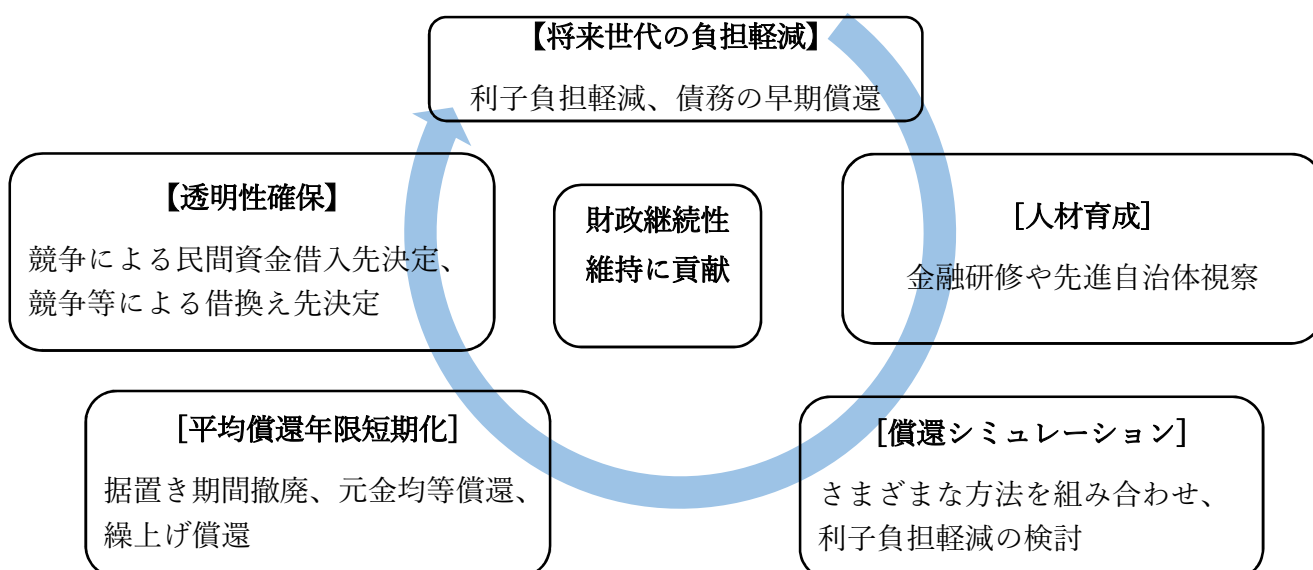 【将来世代の負担軽減】
利子負担軽減、債務の早期償還
【透明性確保】
競争による民間資金借入先決定、
競争等による借換え先決定
財政継続性
維持に貢献
[人材育成]
金融研修や先進自治体視察
[平均償還年限短期化]
据置き期間撤廃、元金均等償還、
繰上げ償還
[償還シミュレーション]
さまざまな方法を組み合わせ、
利子負担軽減の検討